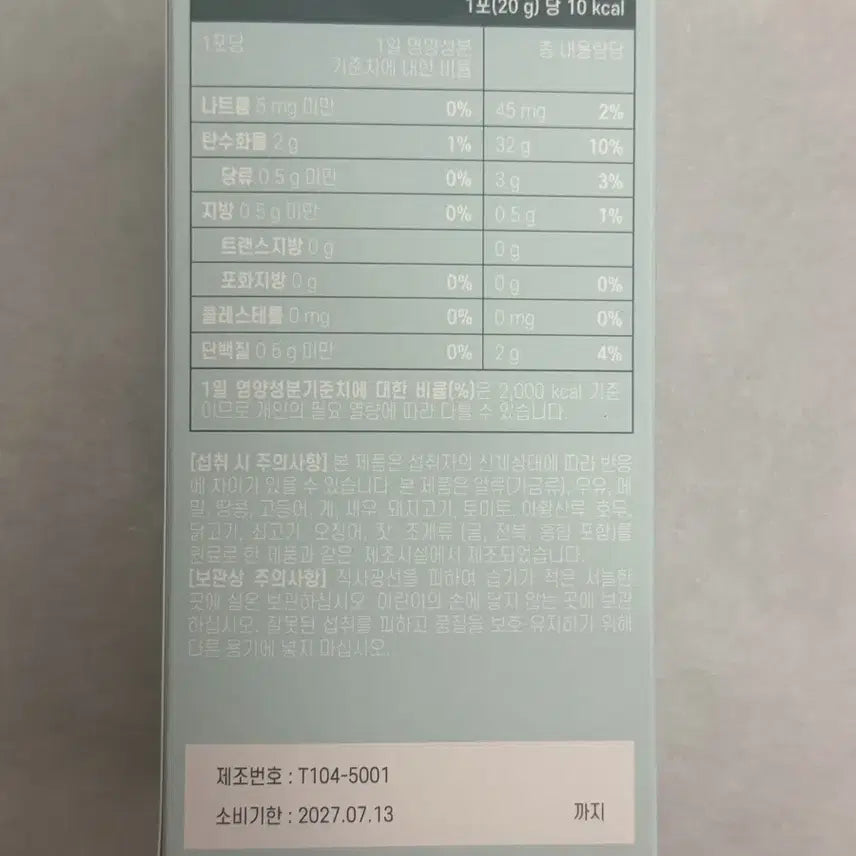 1포(20 g) 당 10 kcal
1포당 1일 영양성분 총 내용량당
기준치에 대한 비율
나트륨 5 mg 미만 0% 45 mg 2%
탄수화물 2 g 1% 32 g 10%
당류 0.5 g 미만 0% 3 g 3%
지방 0.5 g 미만 0% 0.5 g 1%
트랜스지방 0 g 0 g
포화지방 0 g 0% 0 g 0%
콜레스테롤 0 mg 0% 0 mg 0%
단백질 0.5 g 미만 0% 2 g 4%
1일 영양성분기준치에 대한 비율(%)은 2,000 kcal 기준
이므로 개인의 필요 열량에 따라 다를 수 있습니다.
[섭취 시 주의사항] 본 제품은 섭취자의 신체상태에 따라 반응
에 차이가 있을 수 있습니다. 본 제품은 알류(가금류), 우유, 메
밀, 땅콩, 고등어, 게, 새우, 돼지고기, 토마토, 아황산류, 호두,
닭고기, 쇠고기, 오징어, 잣, 조개류 (굴, 전복, 홍합 포함)를
원료로 한 제품과 같은 제조시설에서 제조되었습니다.
[보관상 주의사항] 직사광선을 피하여 습기가 적은 서늘한
곳에 실온 보관하십시오. 어린이의 손에 닿지 않는 곳에 보관
하십시오. 잘못된 섭취를 피하고 품질을 보호·유지하기 위해
다른 용기에 넣지 마십시오.
제조번호 : T104-5001
소비기한 : 2027.07.13 까지